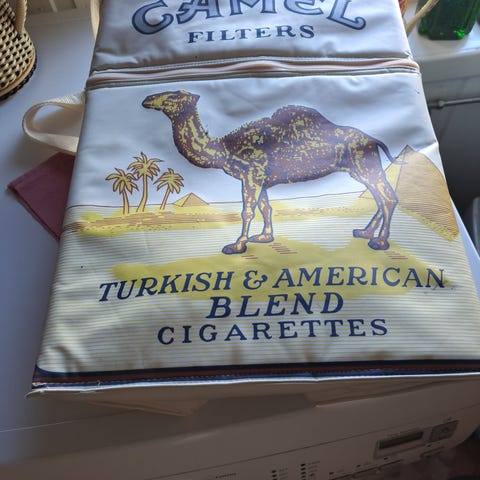 CAMEL
FILTERS
TURKISH & AMERICAN
BLEND
CIGARETTES